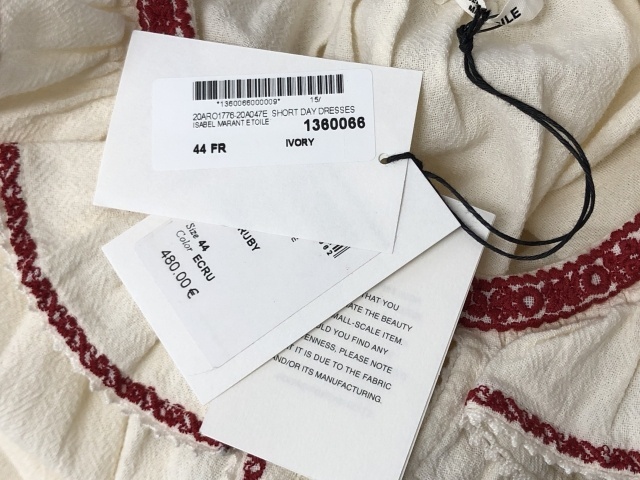 ILE
*1360066000009* 15/
20ARO1776-20A047E SHORT DAY DRESSES
ISABEL MARANT ETOILE 1360066
44 FR IVORY
RUBY
Size 44
Color ECRU
480.00 €
THAT YOU
ATE THE BEAUTY
MALL-SCALE ITEM.
LD YOU FIND ANY
ENNESS, PLEASE NOTE
IT IS DUE TO THE FABRIC
AND/OR ITS MANUFACTURING.